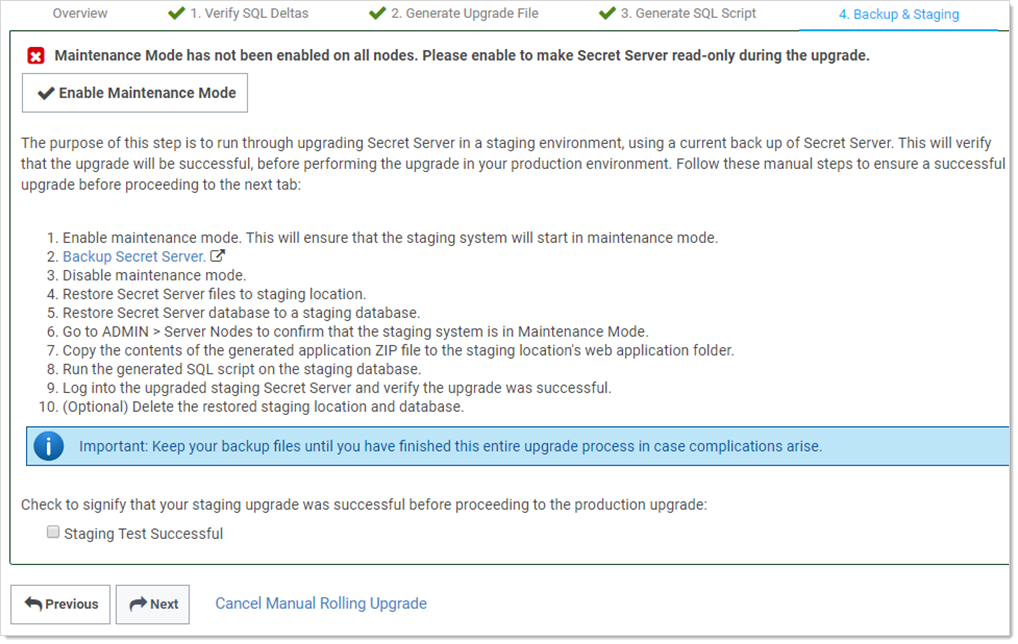 Overview 1. Verify SQL Deltas 2. Generate Upgrade File 3. Generate SQL Script 4. Backup & Staging
Maintenance Mode has not been enabled on all nodes. Please enable to make Secret Server read-only during the upgrade.
Enable Maintenance Mode
The purpose of this step is to run through upgrading Secret Server in a staging environment, using a current back up of Secret Server. This will verify
that the upgrade will be successful, before performing the upgrade in your production environment. Follow these manual steps to ensure a successful
upgrade before proceeding to the next tab:
1. Enable maintenance mode. This will ensure that the staging system will start in maintenance mode.
2. Backup Secret Server.
3. Disable maintenance mode.
4. Restore Secret Server files to staging location.
5. Restore Secret Server database to a staging database.
6. Go to ADMIN > Server Nodes to confirm that the staging system is in Maintenance Mode.
7. Copy the contents of the generated application ZIP file to the staging location's web application folder.
8. Run the generated SQL script on the staging database.
9. Log into the upgraded staging Secret Server and verify the upgrade was successful.
10. (Optional) Delete the restored staging location and database.
Important: Keep your backup files until you have finished this entire upgrade process in case complications arise.
Check to signify that your staging upgrade was successful before proceeding to the production upgrade:
Staging Test Successful
Previous Next Cancel Manual Rolling Upgrade